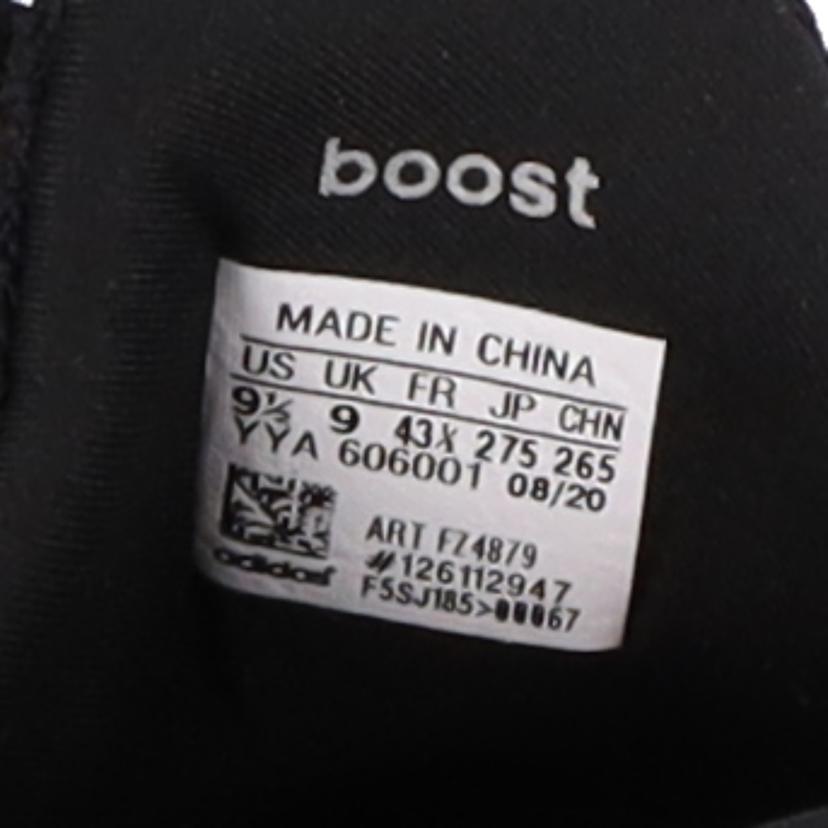 boost
MADE IN CHINA
US UK FR JP CHN
9½ 9 43⅓ 275 265
YYA 606001 08/20
ART FZ4879
#126112947
F5SJ185>00067
adidas